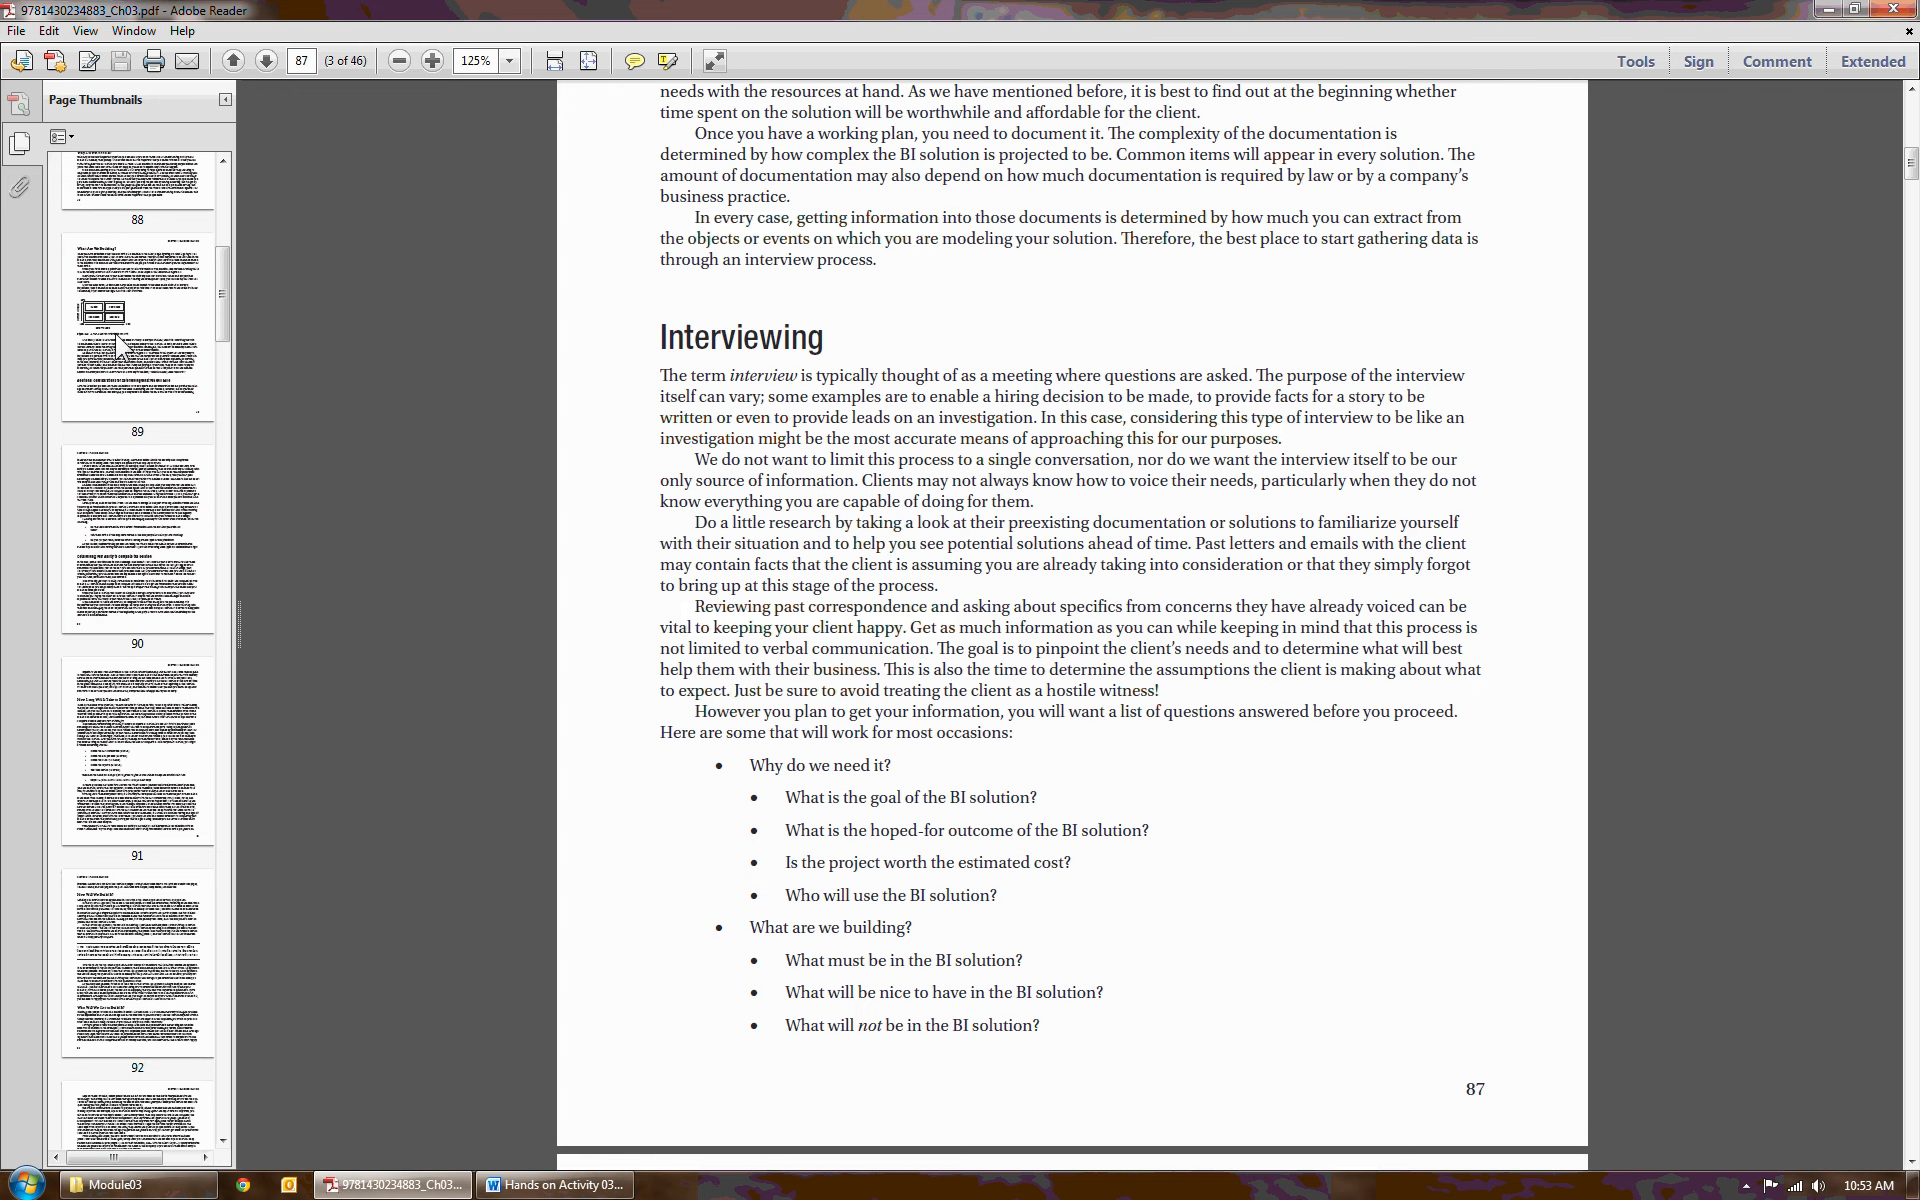 9781430234883_Ch03.pdf - Adobe Reader
File Edit View Window Help
87 (3 of 46) 125% Tools Sign Comment Extended
Page Thumbnails
88
89
90
91
92
needs with the resources at hand. As we have mentioned before, it is best to find out at the beginning whether
time spent on the solution will be worthwhile and affordable for the client.
Once you have a working plan, you need to document it. The complexity of the documentation is
determined by how complex the BI solution is projected to be. Common items will appear in every solution. The
amount of documentation may also depend on how much documentation is required by law or by a company's
business practice.
In every case, getting information into those documents is determined by how much you can extract from
the objects or events on which you are modeling your solution. Therefore, the best place to start gathering data is
through an interview process.
Interviewing
The term interview is typically thought of as a meeting where questions are asked. The purpose of the interview
itself can vary; some examples are to enable a hiring decision to be made, to provide facts for a story to be
written or even to provide leads on an investigation. In this case, considering this type of interview to be like an
investigation might be the most accurate means of approaching this for our purposes.
We do not want to limit this process to a single conversation, nor do we want the interview itself to be our
only source of information. Clients may not always know how to voice their needs, particularly when they do not
know everything you are capable of doing for them.
Do a little research by taking a look at their preexisting documentation or solutions to familiarize yourself
with their situation and to help you see potential solutions ahead of time. Past letters and emails with the client
may contain facts that the client is assuming you are already taking into consideration or that they simply forgot
to bring up at this stage of the process.
Reviewing past correspondence and asking about specifics from concerns they have already voiced can be
vital to keeping your client happy. Get as much information as you can while keeping in mind that this process is
not limited to verbal communication. The goal is to pinpoint the client's needs and to determine what will best
help them with their business. This is also the time to determine the assumptions the client is making about what
to expect. Just be sure to avoid treating the client as a hostile witness!
However you plan to get your information, you will want a list of questions answered before you proceed.
Here are some that will work for most occasions:
• Why do we need it?
• What is the goal of the BI solution?
• What is the hoped-for outcome of the BI solution?
• Is the project worth the estimated cost?
• Who will use the BI solution?
• What are we building?
• What must be in the BI solution?
• What will be nice to have in the BI solution?
• What will not be in the BI solution?
87
Module03 9781430234883_Ch03... Hands on Activity 03... 10:53 AM